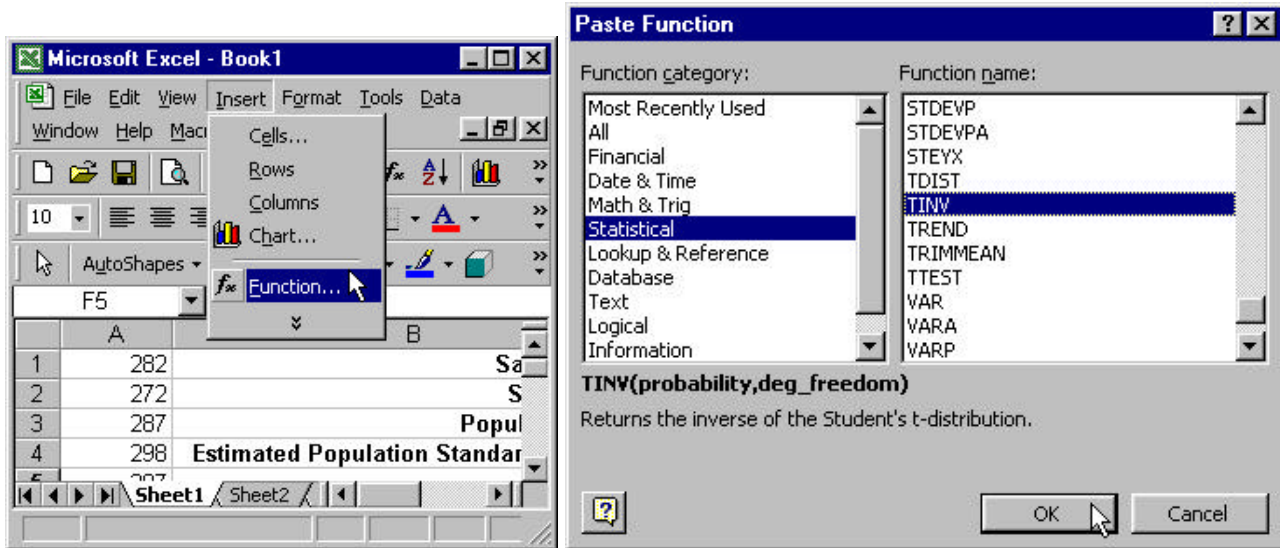 Microsoft Excel - Book1
File Edit View Insert Format Tools Data
Window Help
Cells...
Rows
Columns
Chart...
Function...
10
A
AutoShapes
F5
A B
1 282
2 272
3 287
4 298 Estimated Population
Sheet1 Sheet2
Paste Function
Function category:
Most Recently Used
All
Financial
Date & Time
Math & Trig
Statistical
Lookup & Reference
Database
Text
Logical
Information
Function name:
STDEVP
STDEVPA
STEYX
TDIST
TINV
TREND
TRIMMEAN
TTEST
VAR
VARA
VARP
TINV(probability,deg_freedom)
Returns the inverse of the Student's t-distribution.
OK Cancel